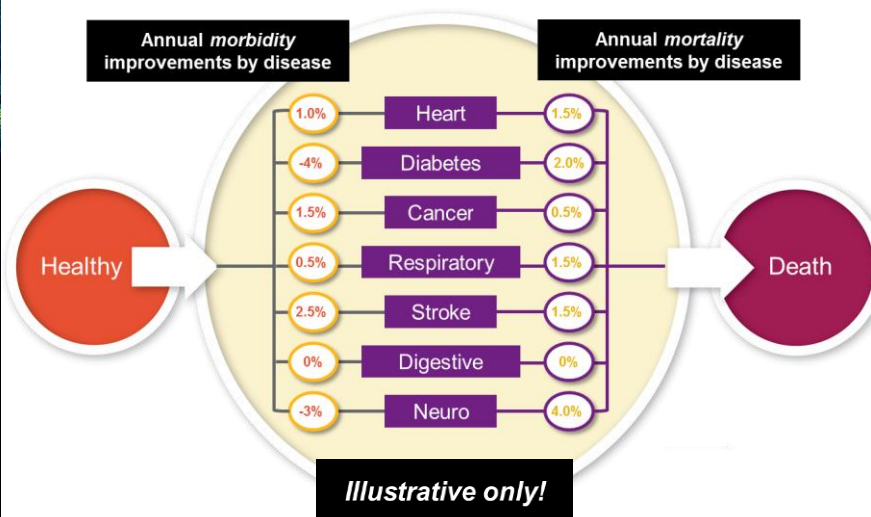 Annual morbidity
improvements by disease
Annual mortality
improvements by disease
1.0% Heart 1.5%
-4% Diabetes 2.0%
1.5% Cancer 0.5%
Healthy 0.5% Respiratory 1.5% Death
2.5% Stroke 1.5%
0% Digestive 0%
-3% Neuro 4.0%
Illustrative only!